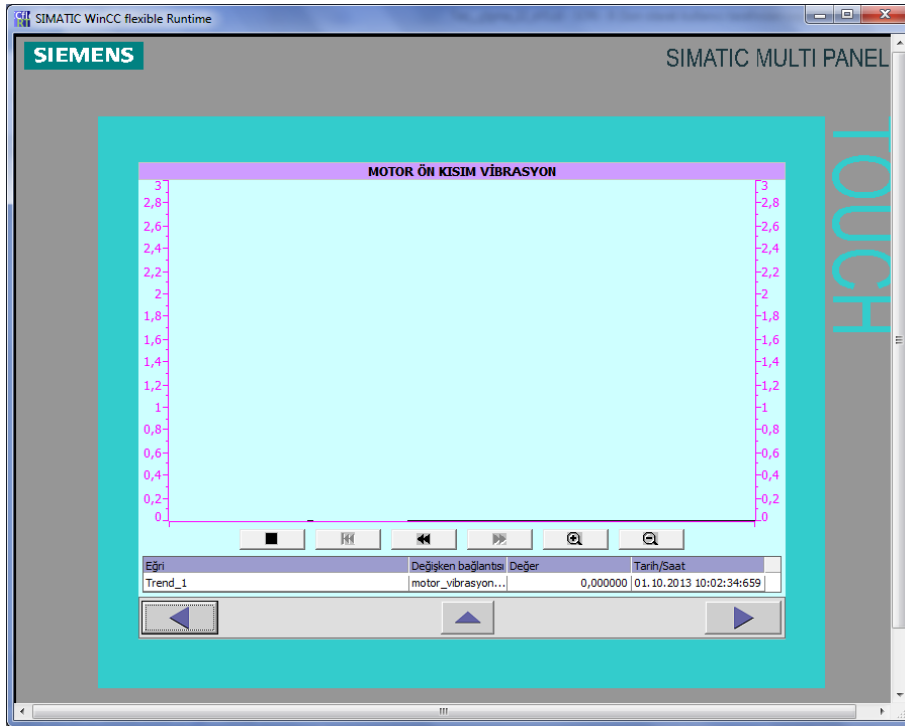 SIMATIC WinCC flexible Runtime
SIEMENS
SIMATIC MULTI PANEL
TOUCH
MOTOR ÖN KISIM VİBRASYON
3 3
2,8 2,8
2,6 2,6
2,4 2,4
2,2 2,2
2 2
1,8 1,8
1,6 1,6
1,4 1,4
1,2 1,2
1 1
0,8 0,8
0,6 0,6
0,4 0,4
0,2 0,2
0 0
Eğri Değişken bağlantısı Değer Tarih/Saat
Trend_1 motor_vibrasyon... 0,000000 01.10.2013 10:02:34:659